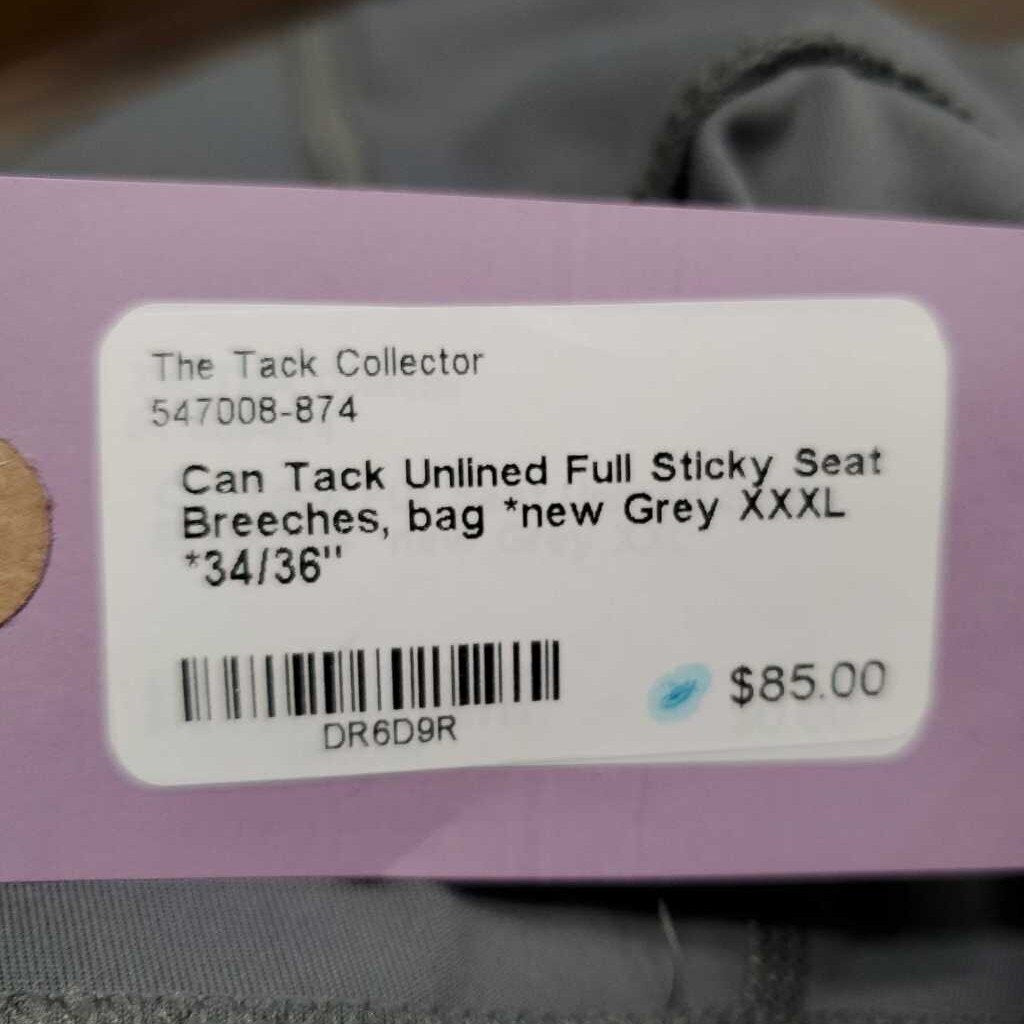 The Tack Collector
547008-874
Can Tack Unlined Full Sticky Seat
Breeches, bag *new Grey XXXL
*34/36"
DR6D9R
$85.00